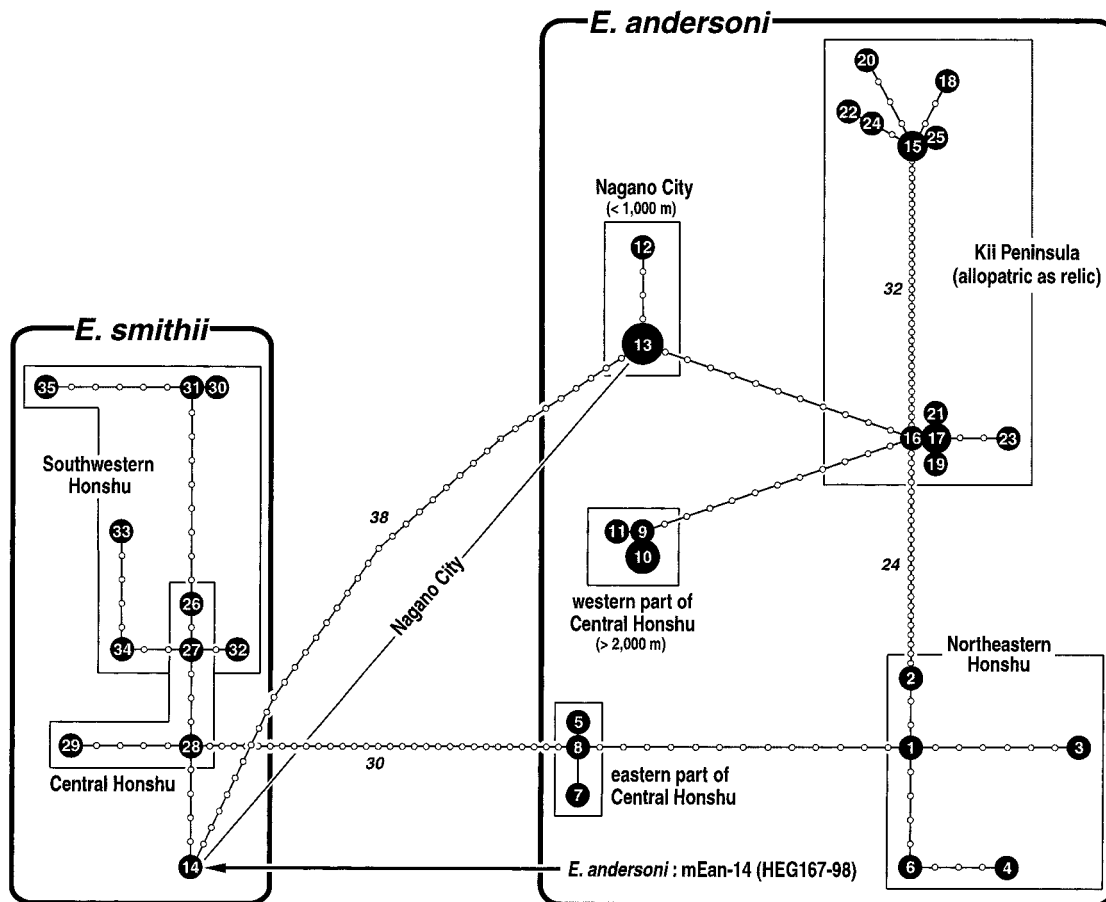 E. andersoni
20
18
22
24
25
15
Nagano City
(< 1,000 m)
12
Kii Peninsula
(allopatric as relic)
32
13
E. smithii
35
31
30
21
16
17
23
19
Southwestern
Honshu
38
33
11
9
10
24
Nagano City
western part of
Central Honshu
(> 2,000 m)
26
34
27
32
Northeastern
Honshu
2
5
29
28
8
1
3
30
Central Honshu
eastern part of
Central Honshu
7
14
E. andersoni : mEan-14 (HEG167-98)
6
4